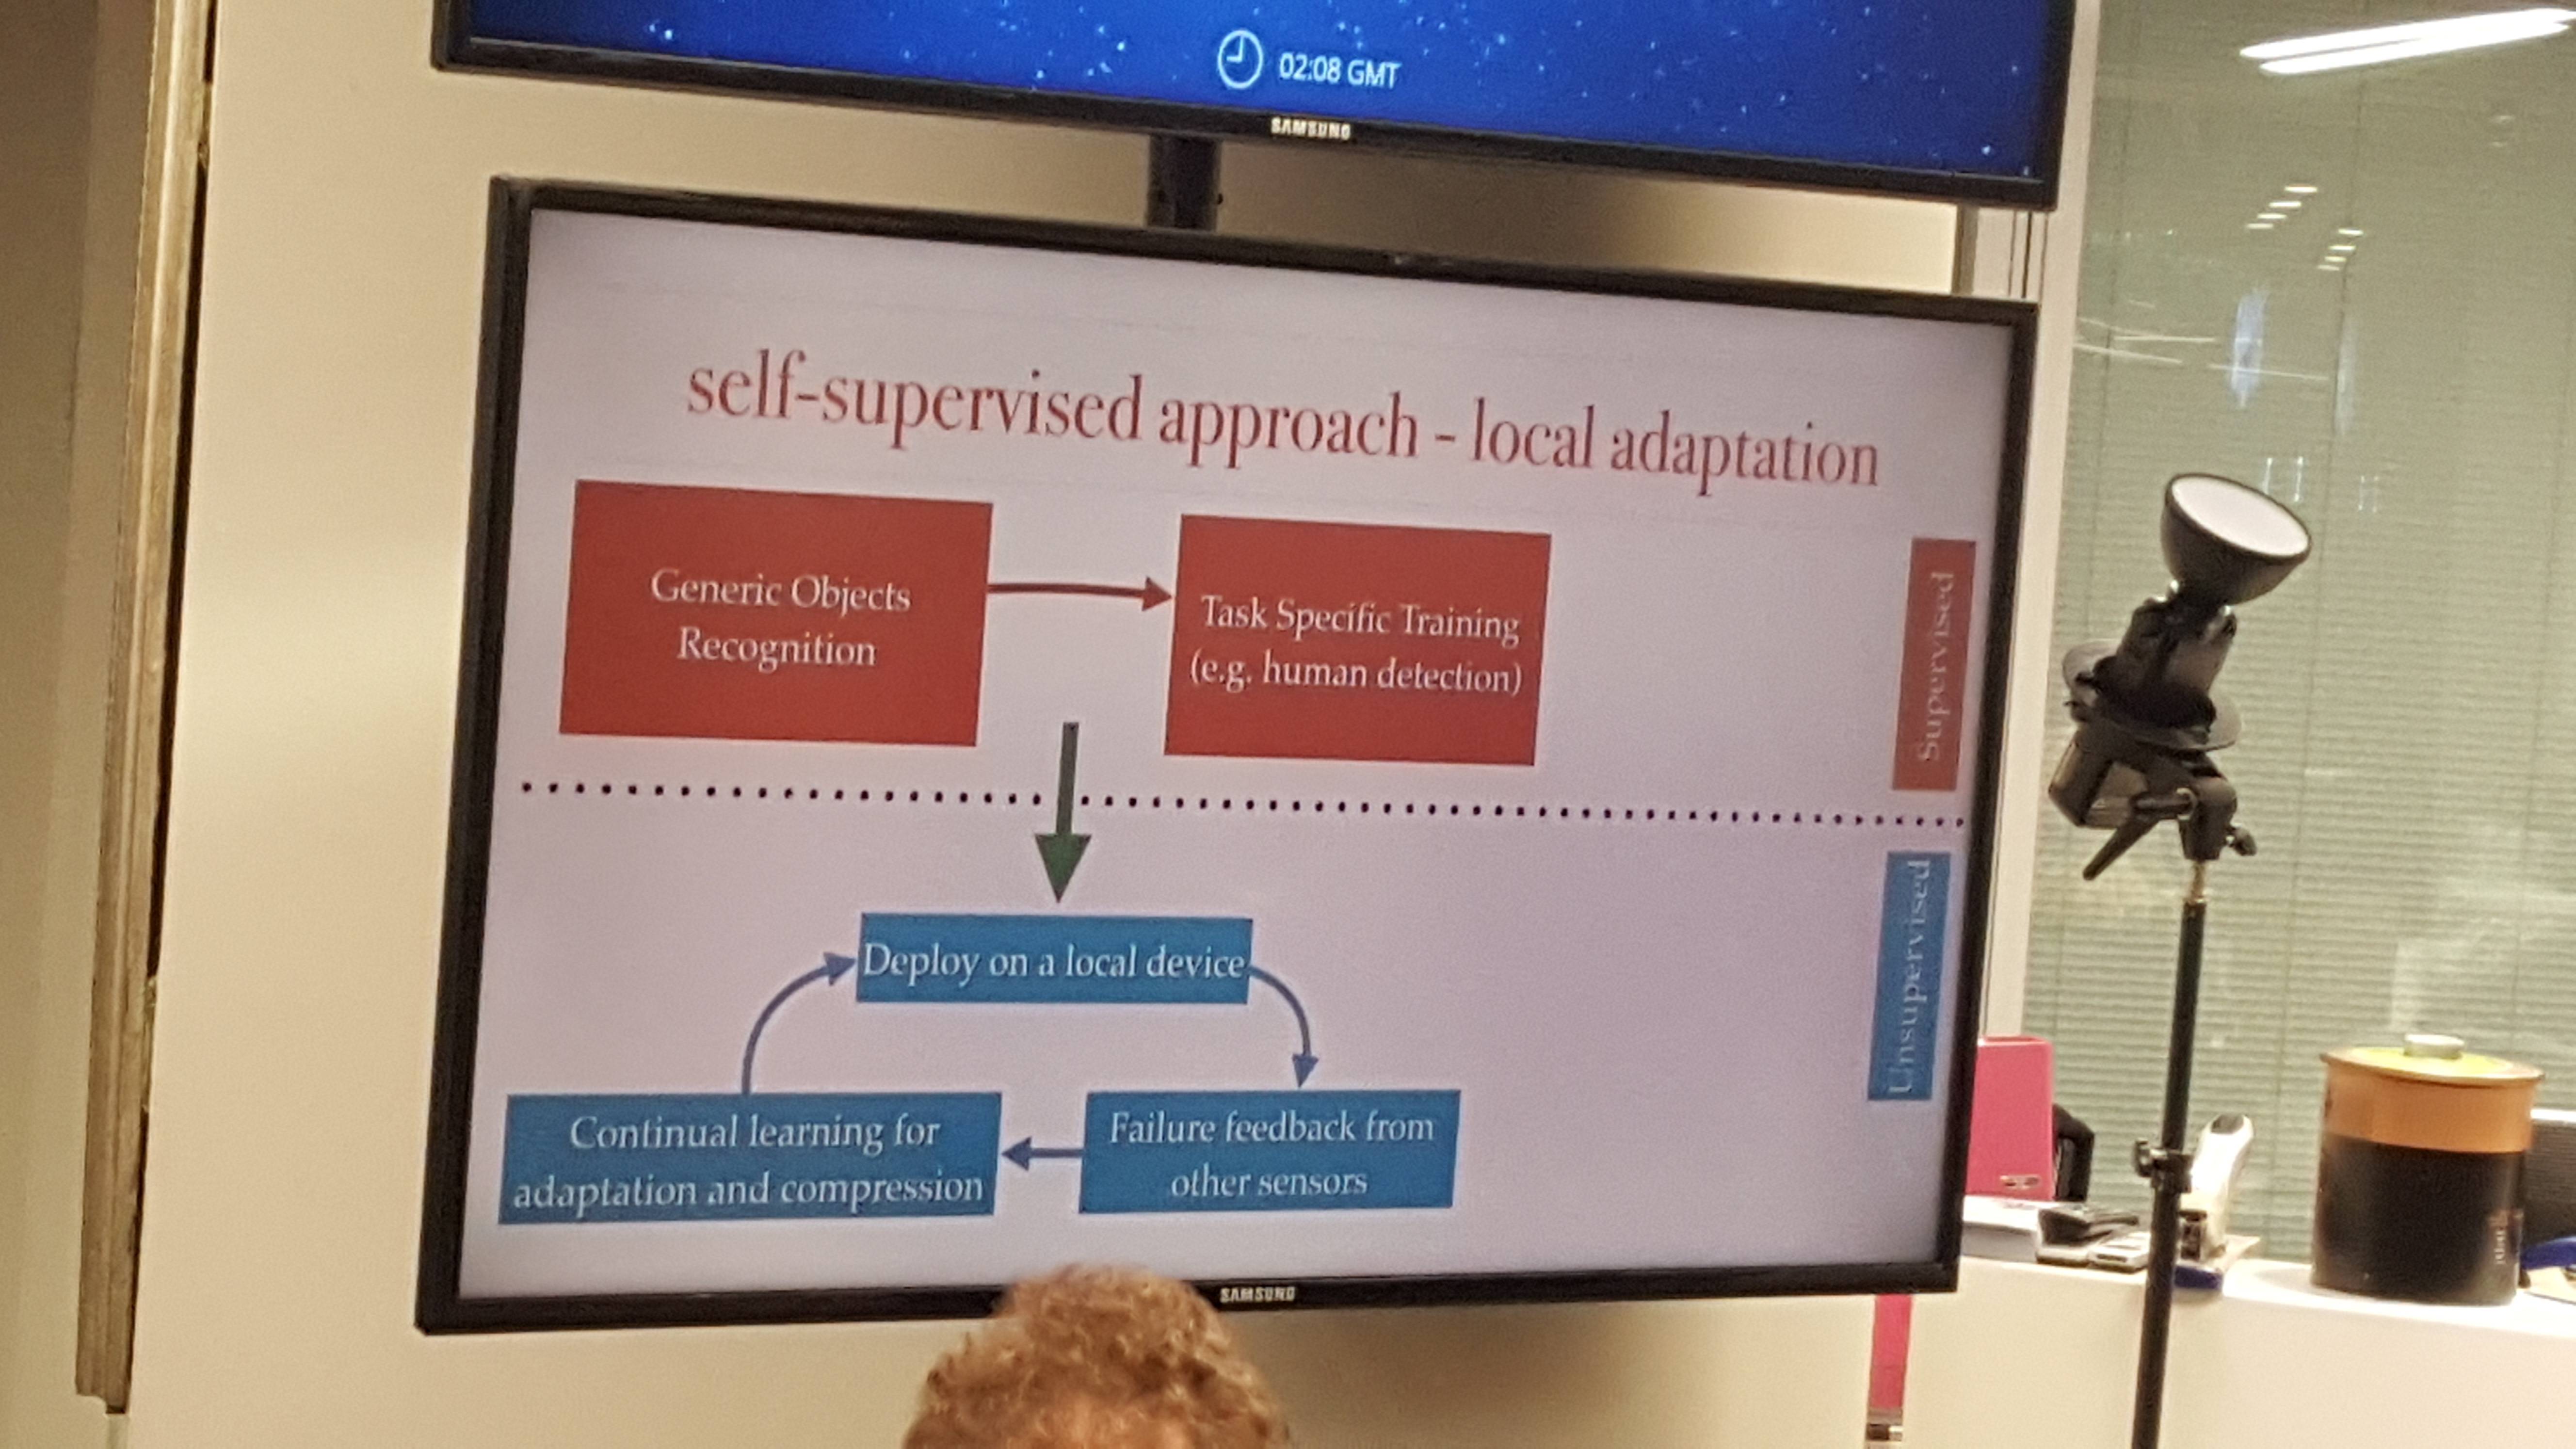 02:08 GMT
SAMSUNG
self-supervised approach - local adaptation
Generic Objects
Recognition
Task Specific Training
(e.g. human detection)
Supervised
Deploy on a local device
Unsupervised
Continual learning for
adaptation and compression
Failure feedback from
other sensors
SAMSUNG